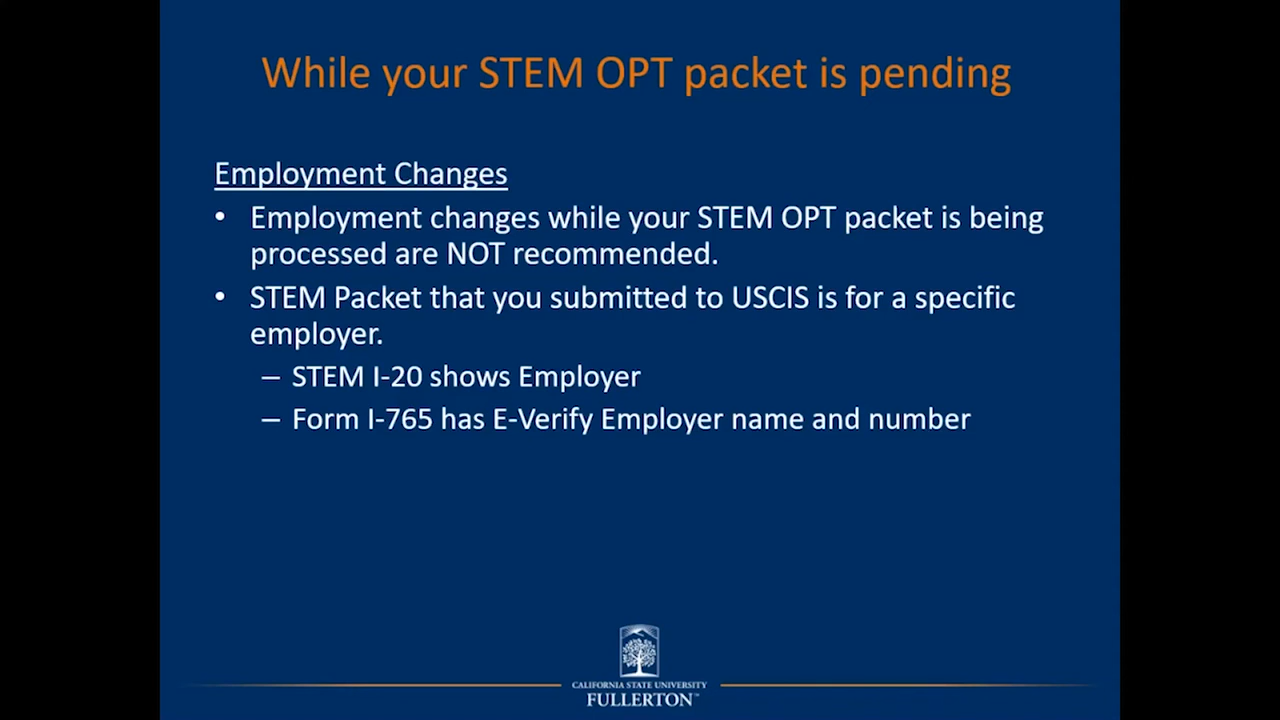 While your STEM OPT packet is pending
Employment Changes
• Employment changes while your STEM OPT packet is being
processed are NOT recommended.
• STEM Packet that you submitted to USCIS is for a specific
employer.
– STEM I-20 shows Employer
– Form I-765 has E-Verify Employer name and number
CALIFORNIA STATE UNIVERSITY
FULLERTON™